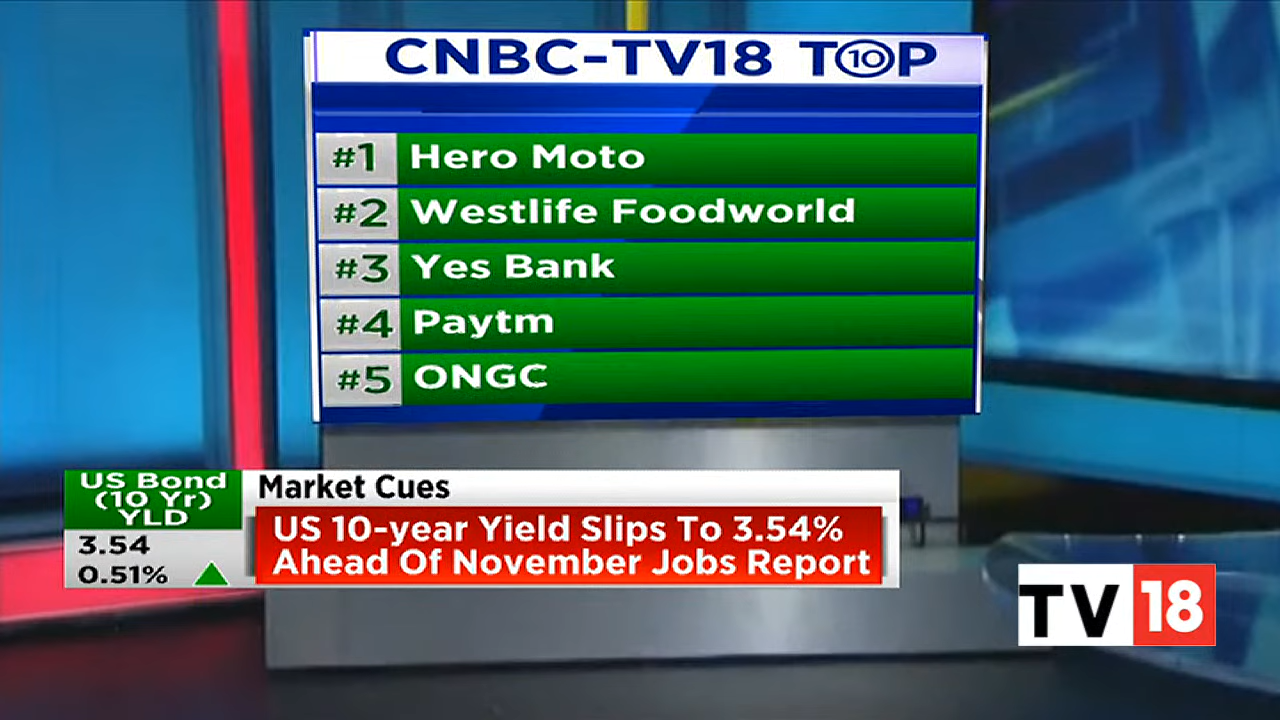 CNBC-TV18 TOP 10
#1 Hero Moto
#2 Westlife Foodworld
#3 Yes Bank
#4 Paytm
#5 ONGC
US Bond
(10 Yr)
YLD
3.54
0.51%
Market Cues
US 10-year Yield Slips To 3.54%
Ahead Of November Jobs Report
TV18